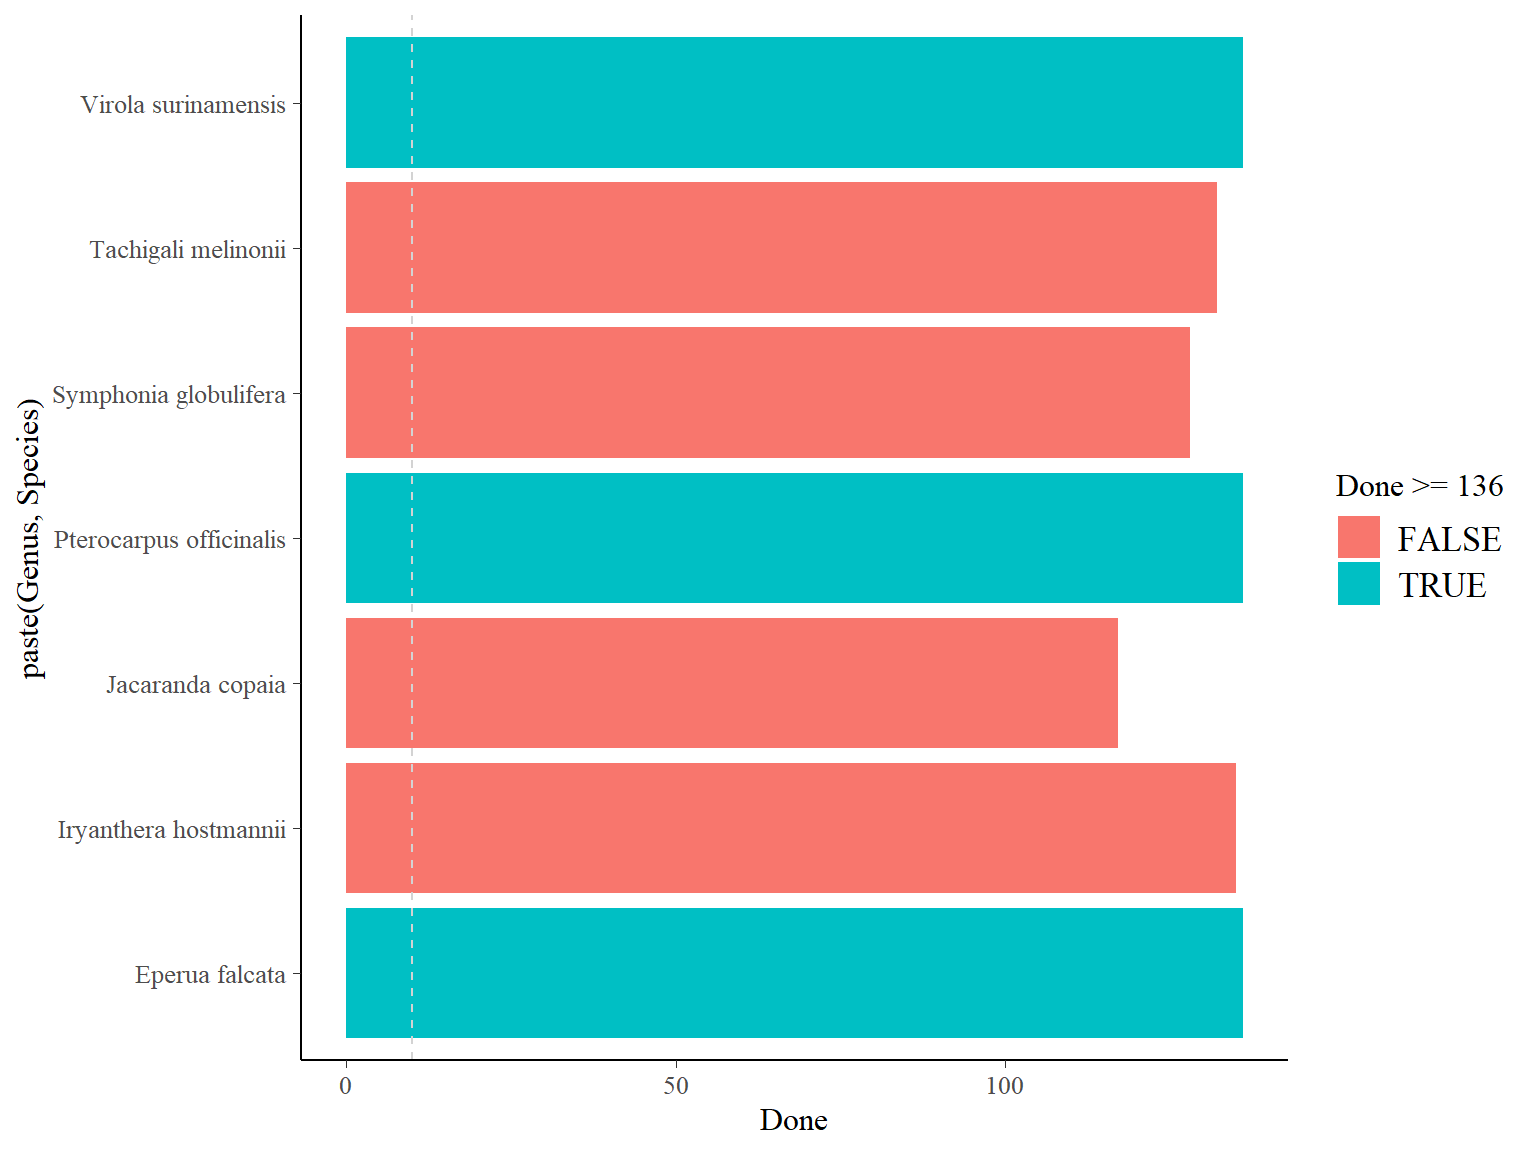 Virola surinamensis
Tachigali melinonii
Symphonia globulifera
Pterocarpus officinalis
Jacaranda copaia
Iryanthera hostmannii
Eperua falcata
paste(Genus, Species)
0 50 100
Done
Done >= 136
FALSE
TRUE